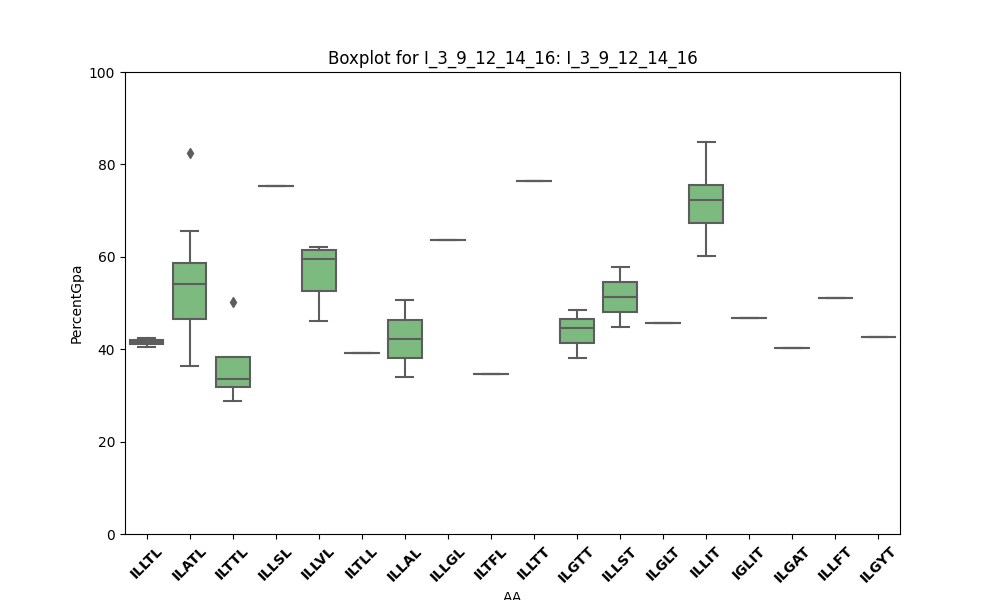 Boxplot for I_3_9_12_14_16: I_3_9_12_14_16
100
80
60
40
20
0
PercentGpa
ILLTL
ILATL
ILTTL
ILLSL
ILLVL
ILTLL
ILLAL
ILLGL
ILTFL
ILLTT
ILGTT
ILLST
ILGLT
ILLIT
IGLIT
ILGAT
ILLFT
ILGYT
AA